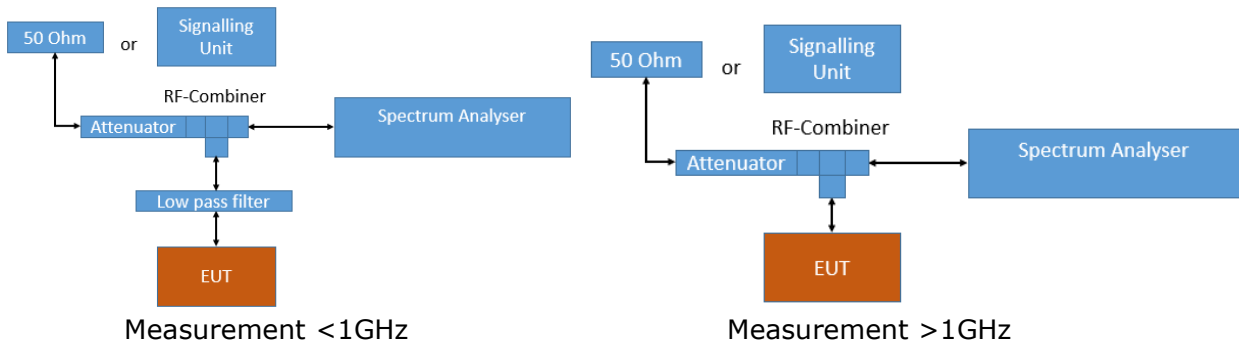 50 Ohm
or
Signalling
Unit
RF-Combiner
Attenuator
Spectrum Analyser
Low pass filter
EUT
Measurement <1GHz
50 Ohm
or
Signalling
Unit
RF-Combiner
Attenuator
Spectrum Analyser
EUT
Measurement >1GHz